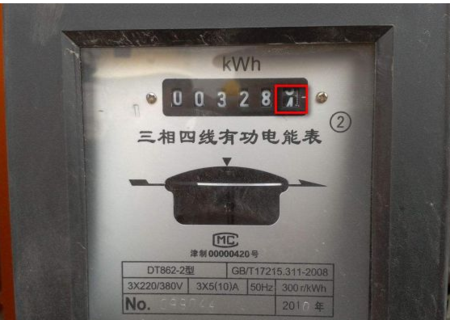 kWh
0 0 3 2 8
三相四线有功电能表
②
MC
津制00000420号
DT862-2型 GB/T17215.311-2008
3X220/380V 3X5(10)A 50Hz 300r/kWh
No. 201 年